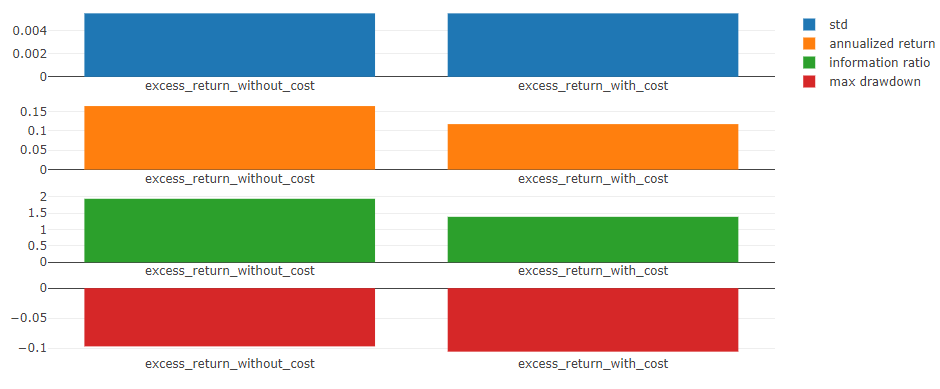 0.004
0.002
0
excess_return_without_cost excess_return_with_cost
0.15
0.1
0.05
0
excess_return_without_cost excess_return_with_cost
2
1.5
1
0.5
0
excess_return_without_cost excess_return_with_cost
0
−0.05
−0.1
excess_return_without_cost excess_return_with_cost
std
annualized return
information ratio
max drawdown